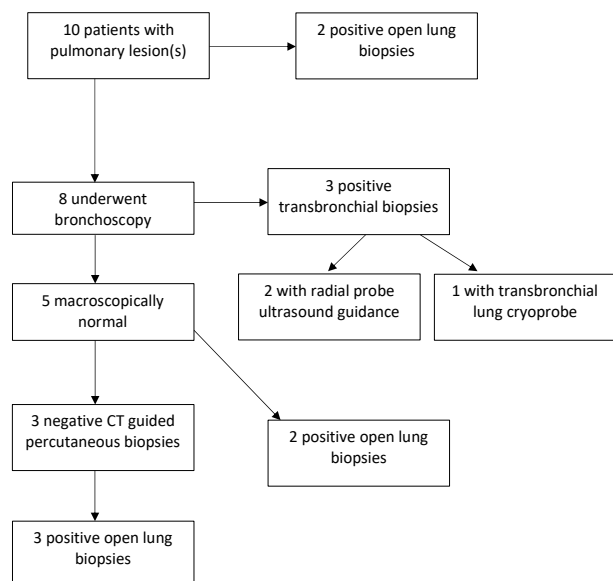 10 patients with
pulmonary lesion(s)
2 positive open lung
biopsies
8 underwent
bronchoscopy
3 positive
transbronchial biopsies
2 with radial probe
ultrasound guidance
1 with transbronchial
lung cryoprobe
5 macroscopically
normal
3 negative CT guided
percutaneous biopsies
2 positive open lung
biopsies
3 positive open lung
biopsies